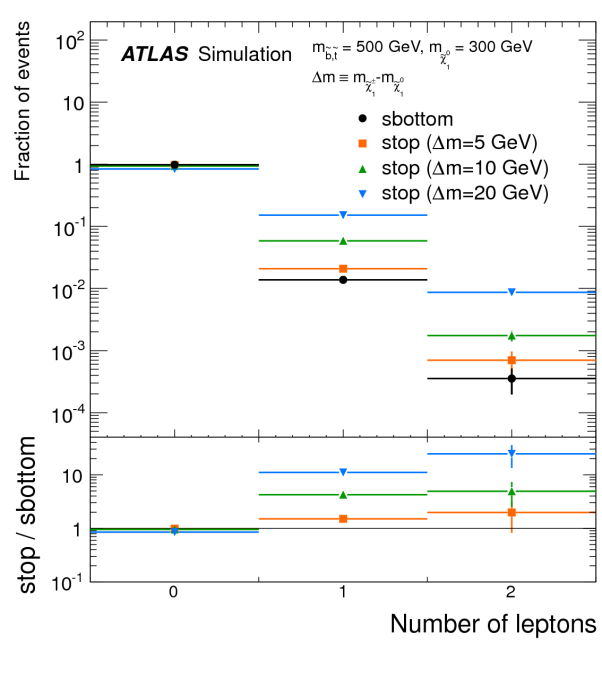 ATLAS Simulation
m_{b̃,t̃} = 500 GeV, m_{χ̃₁⁰} = 300 GeV
Δm ≡ m_{χ̃₁±}-m_{χ̃₁⁰}
sbottom
stop (Δm=5 GeV)
stop (Δm=10 GeV)
stop (Δm=20 GeV)
Fraction of events
10²
10
1
10⁻¹
10⁻²
10⁻³
10⁻⁴
stop / sbottom
10
1
10⁻¹
0 1 2
Number of leptons